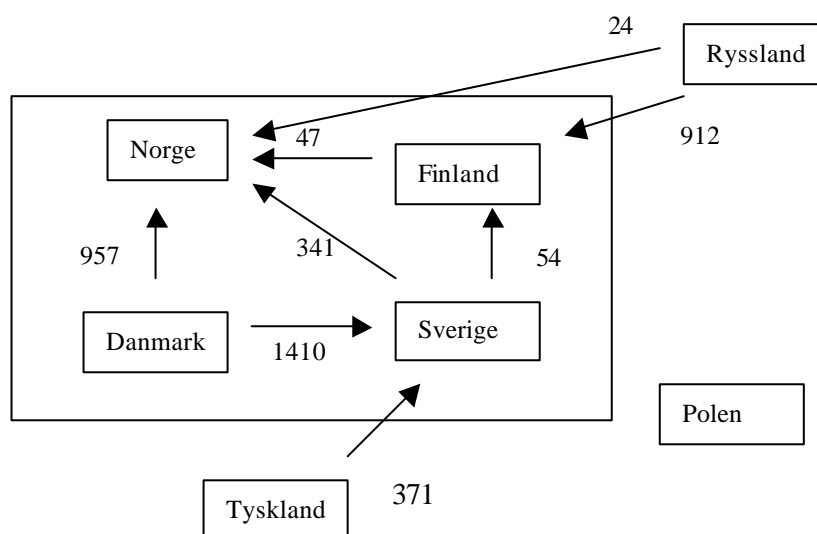 24
Ryssland
Norge
47
912
Finland
957
341
54
Danmark
1410
Sverige
Polen
Tyskland
371